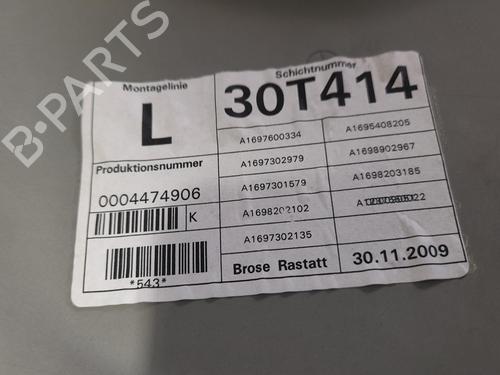 B-PARTS
Montagelinie
L
Schichtnummer
30T414
Produktionsnummer
0004474906
K
*543*
A1697600334
A1697302979
A1697301579
A1698202102
A1697302135
A1695408205
A1698902967
A1698203185
Brose Rastatt
30.11.2009